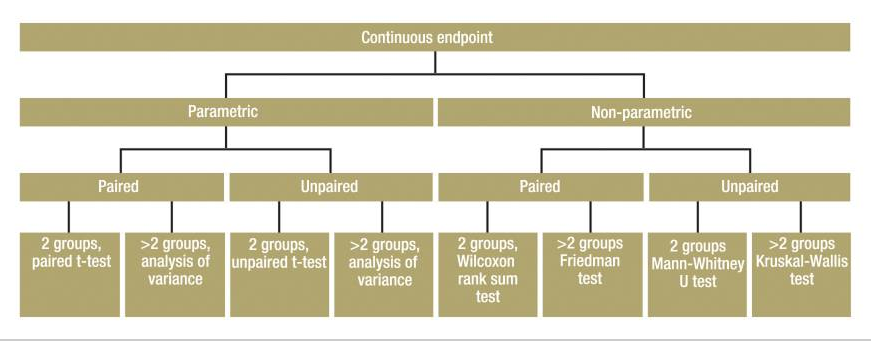 Continuous endpoint
Parametric
Non-parametric
Paired
Unpaired
Paired
Unpaired
2 groups,
paired t-test
>2 groups,
analysis of
variance
2 groups,
unpaired t-test
>2 groups,
analysis of
variance
2 groups,
Wilcoxon
rank sum
test
>2 groups
Friedman
test
2 groups
Mann-Whitney
U test
>2 groups
Kruskal-Wallis
test